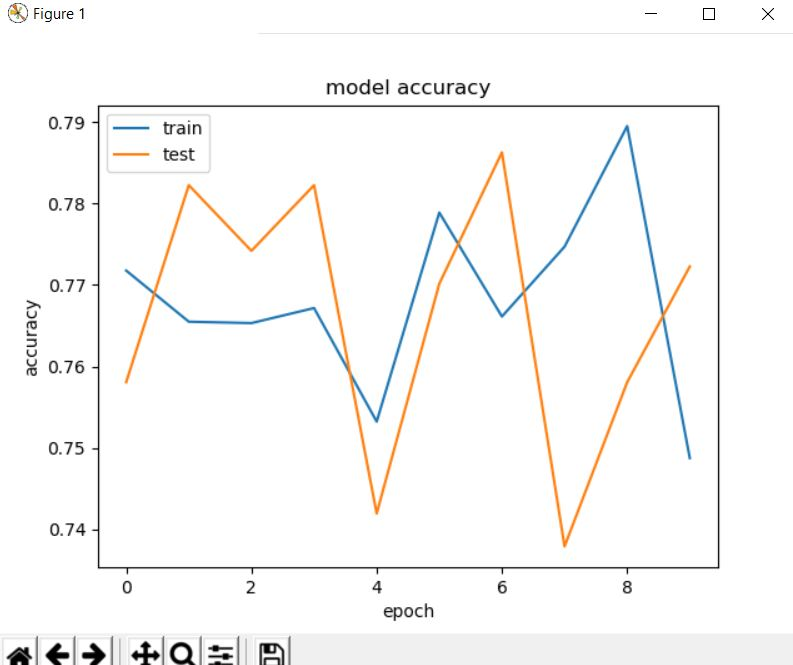 Figure 1
model accuracy
train
test
0.79
0.78
0.77
0.76
0.75
0.74
accuracy
0 2 4 6 8
epoch